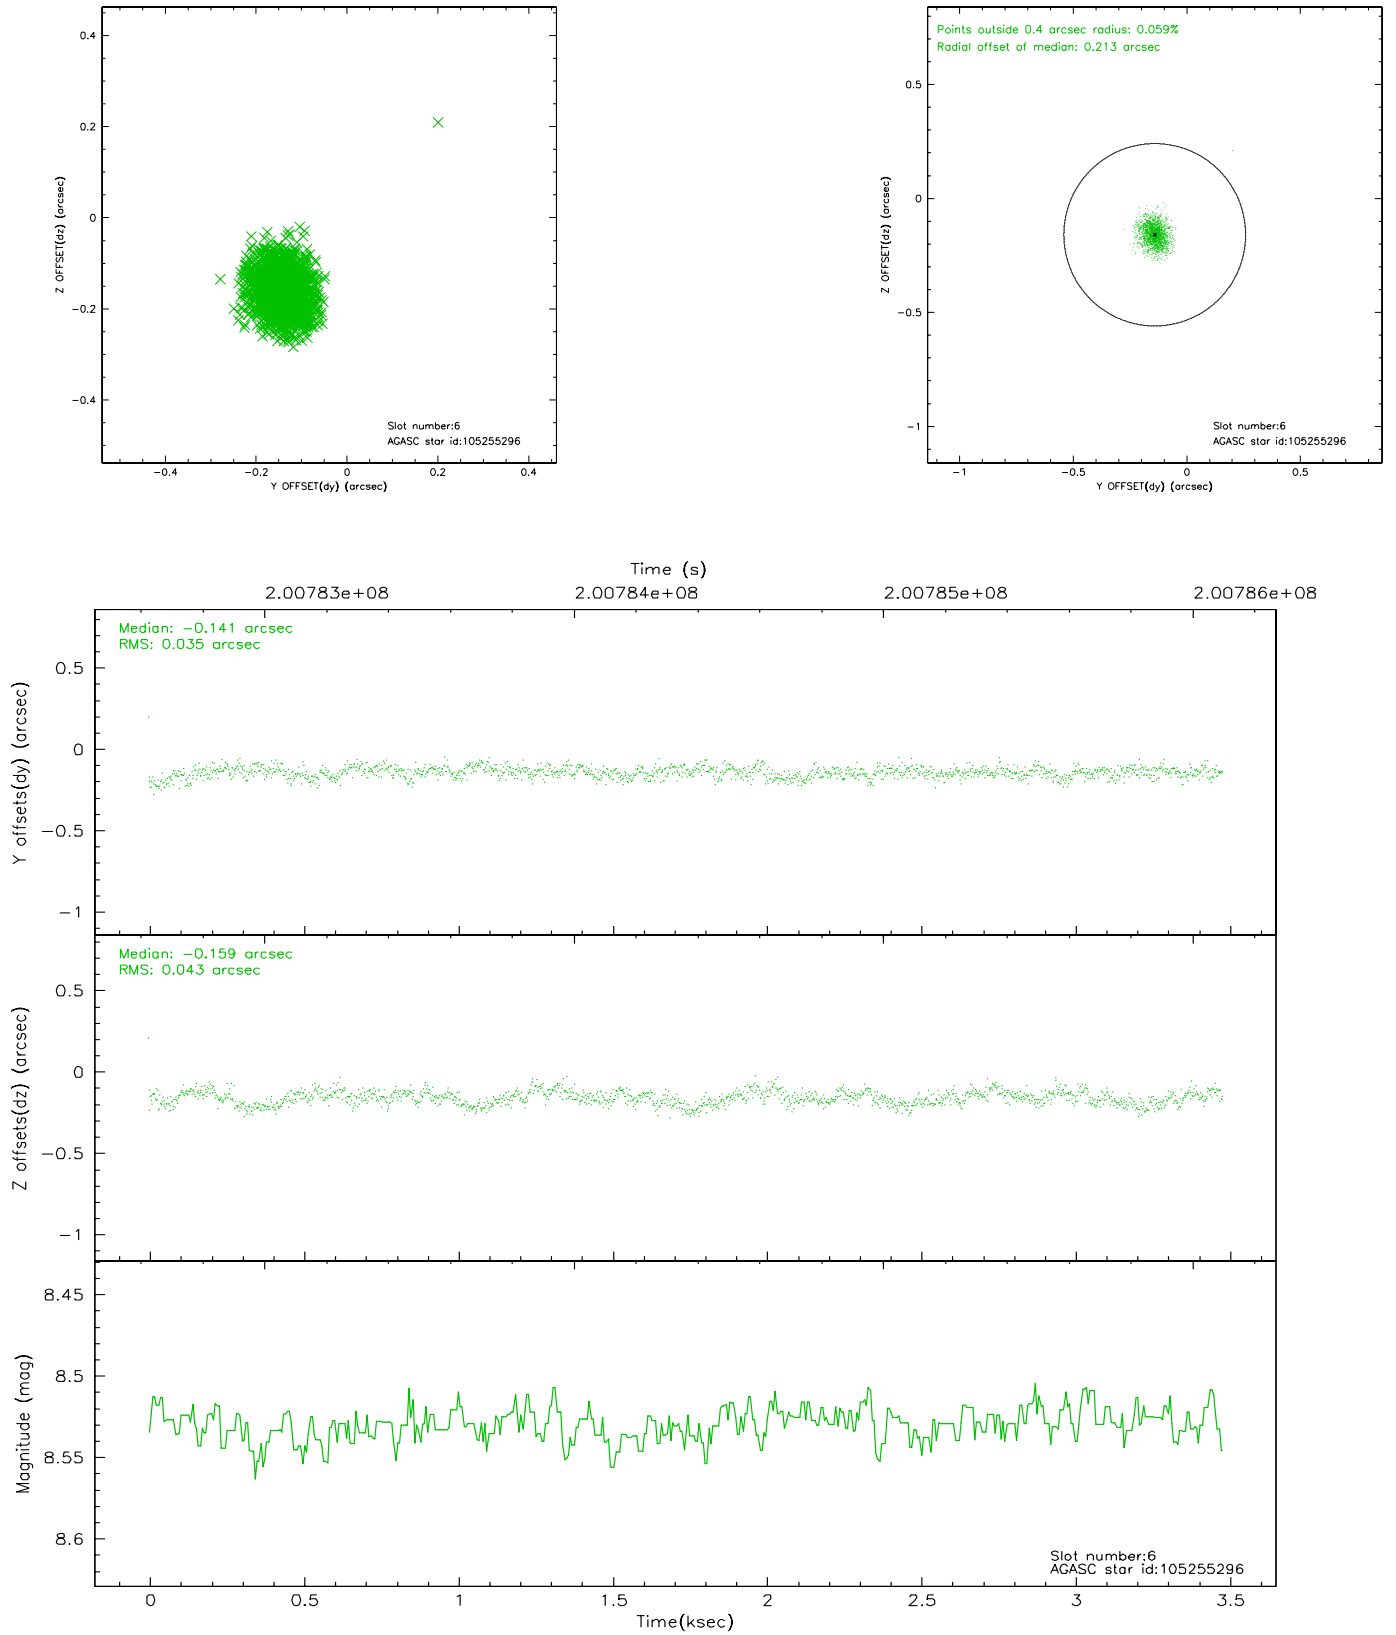 0.4
0.2
0
−0.2
−0.4
Z OFFSET(dz) (arcsec)
Slot number:6
AGASC star id:105255296
−0.4 −0.2 0 0.2 0.4
Y OFFSET(dy) (arcsec)
Points outside 0.4 arcsec radius: 0.059%
Radial offset of median: 0.213 arcsec
0.5
0
−0.5
−1
Z OFFSET(dz) (arcsec)
Slot number:6
AGASC star id:105255296
−1 −0.5 0 0.5
Y OFFSET(dy) (arcsec)
Time (s)
2.00783e+08 2.00784e+08 2.00785e+08 2.00786e+08
Median: −0.141 arcsec
RMS: 0.035 arcsec
0.5
0
−0.5
−1
Y offsets(dy) (arcsec)
Median: −0.159 arcsec
RMS: 0.043 arcsec
0.5
0
−0.5
−1
Z offsets(dz) (arcsec)
8.45
8.5
8.55
8.6
Magnitude (mag)
Slot number:6
AGASC star id:105255296
0 0.5 1 1.5 2 2.5 3 3.5
Time(ksec)